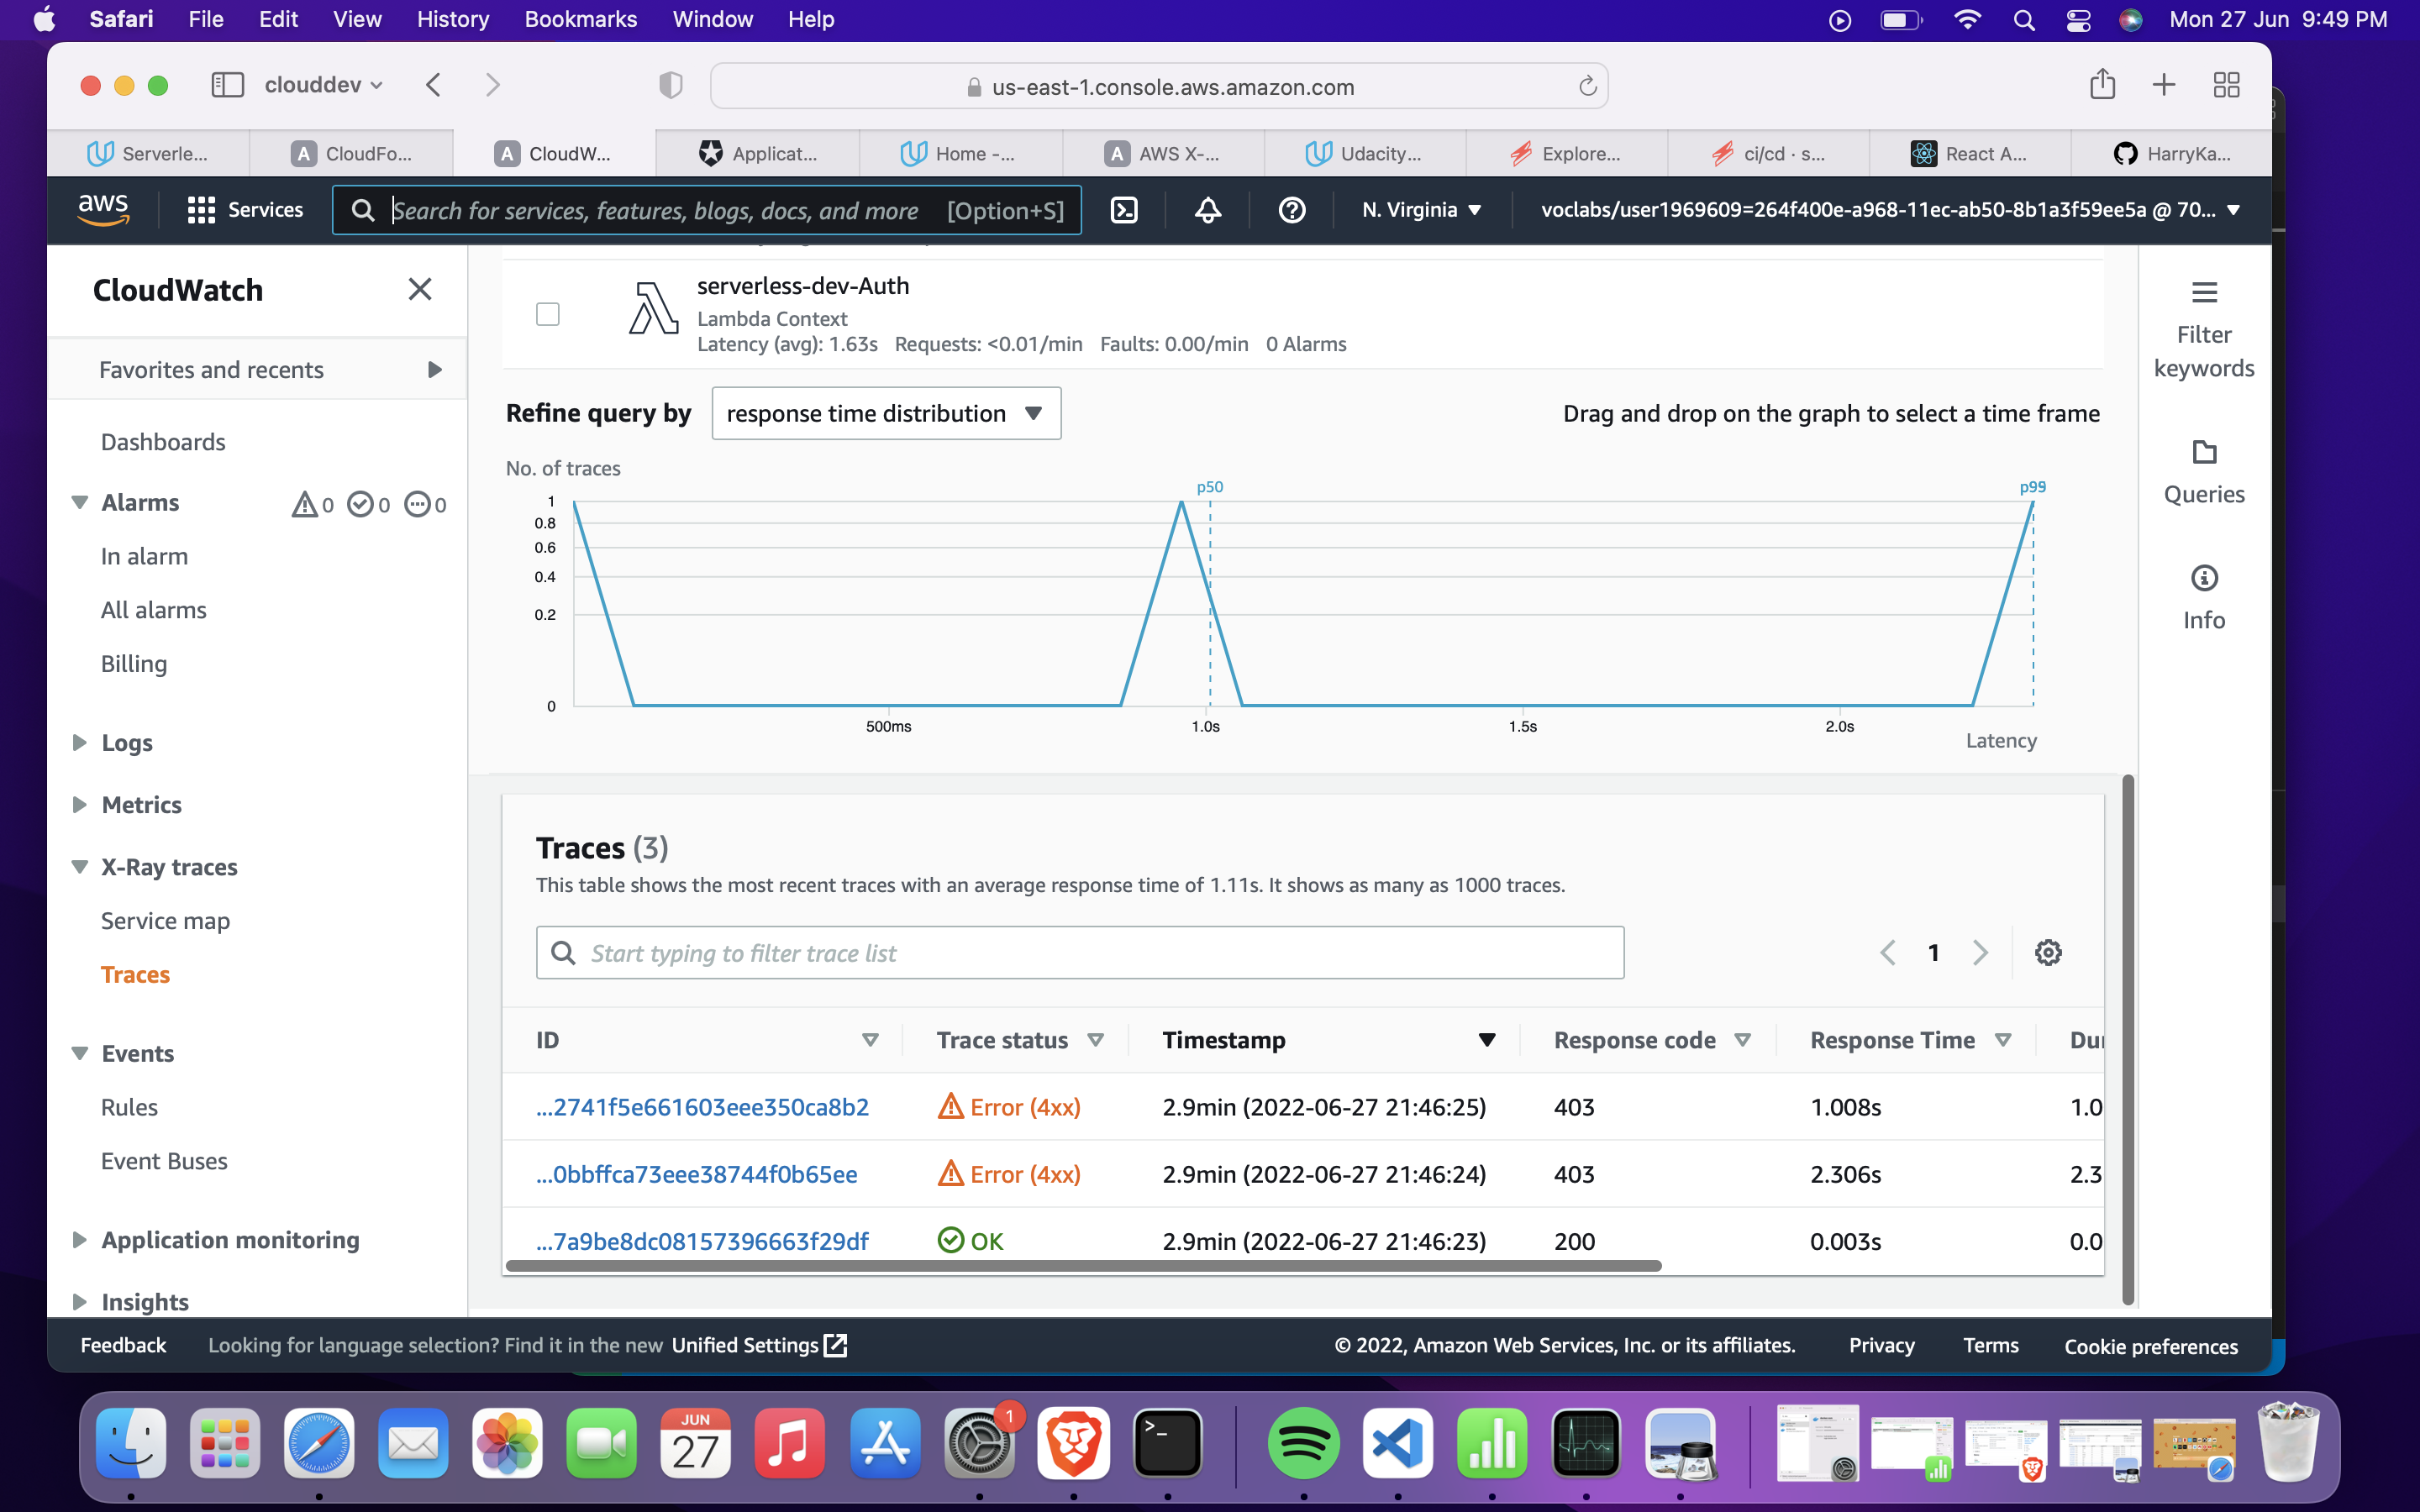 Safari File Edit View History Bookmarks Window Help Mon 27 Jun 9:49 PM
clouddev us-east-1.console.aws.amazon.com
Serverle... CloudFo... CloudW... Applicat... Home -... AWS X-... Udacity... Explore... ci/cd · s... React A... HarryKa...
aws Services Search for services, features, blogs, docs, and more [Option+S] N. Virginia voclabs/user1969609=264f400e-a968-11ec-ab50-8b1a3f59ee5a @ 70...
CloudWatch
Favorites and recents
Dashboards
Alarms 0 0 0
In alarm
All alarms
Billing
Logs
Metrics
X-Ray traces
Service map
Traces
Events
Rules
Event Buses
Application monitoring
Insights
serverless-dev-Auth
Lambda Context
Latency (avg): 1.63s Requests: <0.01/min Faults: 0.00/min 0 Alarms
Refine query by response time distribution Drag and drop on the graph to select a time frame
No. of traces
p50 p99
1
0.8
0.6
0.4
0.2
0
500ms 1.0s 1.5s 2.0s
Latency
Traces (3)
This table shows the most recent traces with an average response time of 1.11s. It shows as many as 1000 traces.
Start typing to filter trace list 1
ID Trace status Timestamp Response code Response Time Du
...2741f5e661603eee350ca8b2 Error (4xx) 2.9min (2022-06-27 21:46:25) 403 1.008s 1.0
...0bbffca73eee38744f0b65ee Error (4xx) 2.9min (2022-06-27 21:46:24) 403 2.306s 2.3
...7a9be8dc08157396663f29df OK 2.9min (2022-06-27 21:46:23) 200 0.003s 0.0
Filter
keywords
Queries
Info
Feedback Looking for language selection? Find it in the new Unified Settings © 2022, Amazon Web Services, Inc. or its affiliates. Privacy Terms Cookie preferences
JUN
27
1